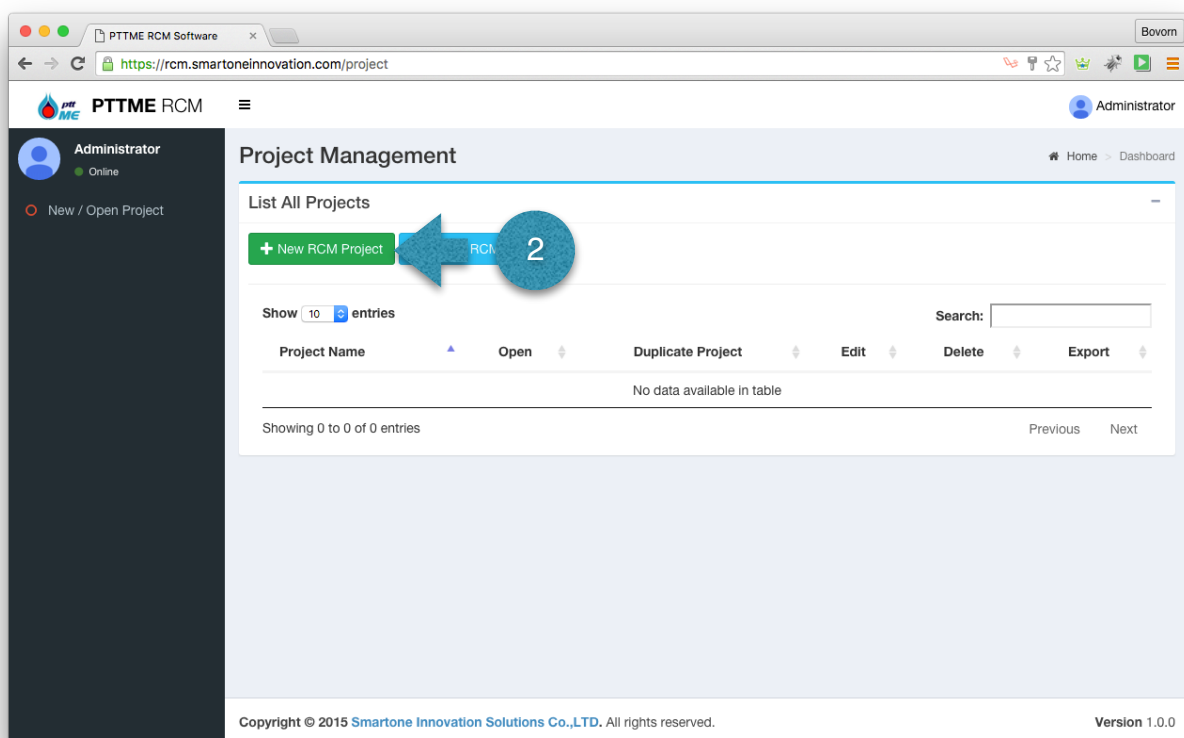 PTTME RCM Software
Bovorn
https://rcm.smartoneinnovation.com/project
ptt ME PTTME RCM
Administrator
Administrator
Online
New / Open Project
Project Management
Home > Dashboard
List All Projects
New RCM Project
RCM
2
Show 10 entries
Search:
Project Name Open Duplicate Project Edit Delete Export
No data available in table
Showing 0 to 0 of 0 entries
Previous Next
Copyright © 2015 Smartone Innovation Solutions Co.,LTD. All rights reserved.
Version 1.0.0